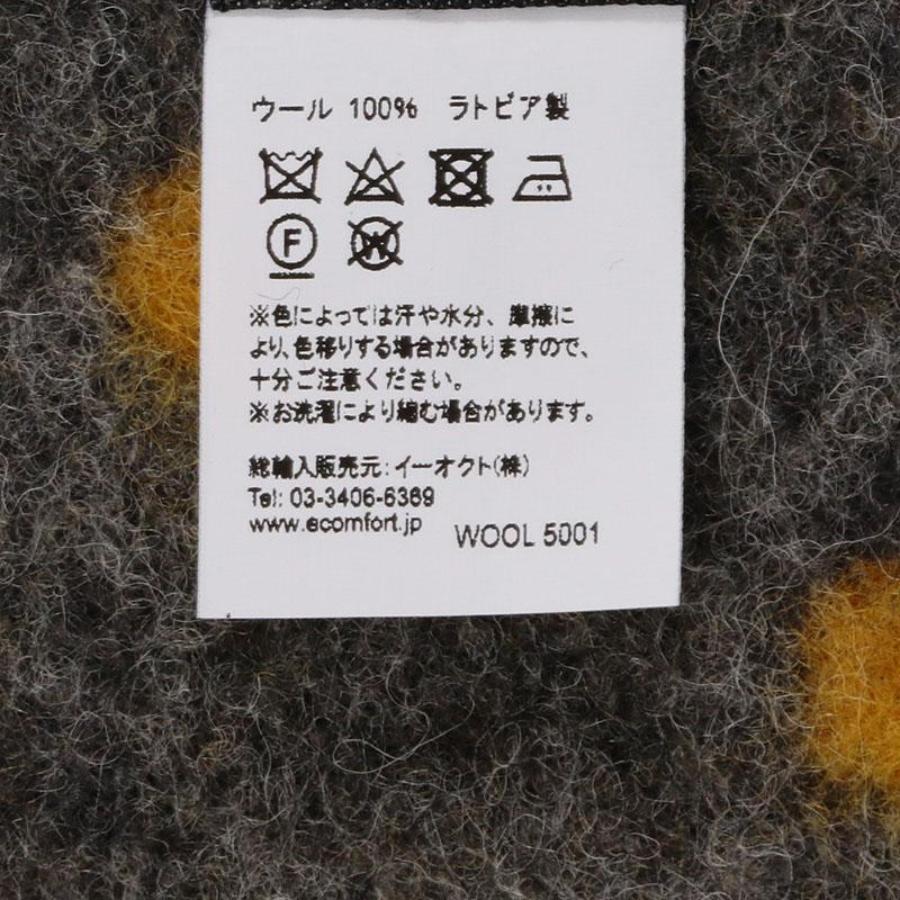 ウール 100%　ラトビア製
F W
※色によっては汗や水分、摩擦に
より、色移りする場合がありますので、
十分ご注意ください。
※お洗濯により縮む場合があります。
総輸入販売元：イーオクト(株)
Tel: 03-3406-6369
www.ecomfort.jp
WOOL 5001